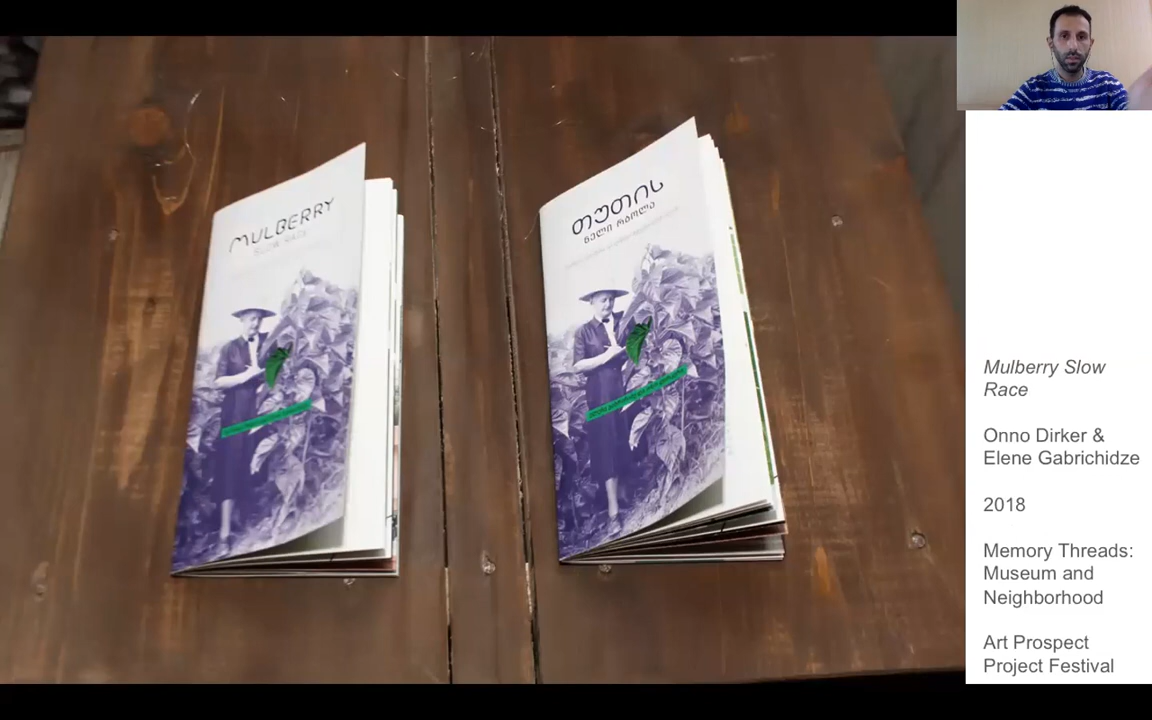 MULBERRY
SLOW RACE
თუთის
ნელი რბოლა
Mulberry Slow
Race
Onno Dirker &
Elene Gabrichidze
2018
Memory Threads:
Museum and
Neighborhood
Art Prospect
Project Festival